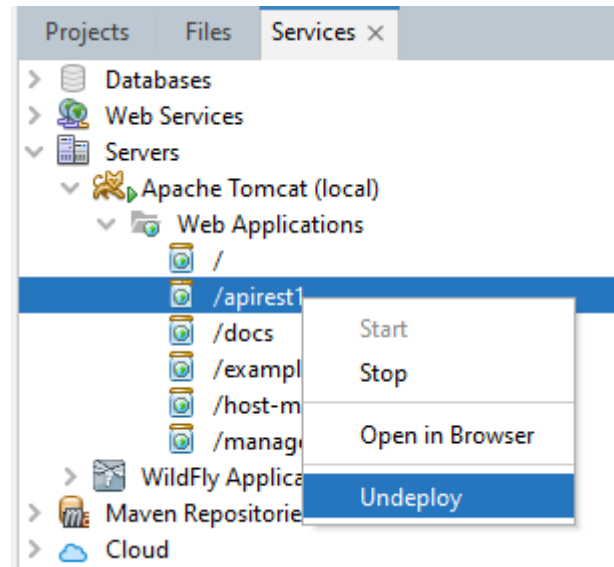 Projects Files Services ×
Databases
Web Services
Servers
Apache Tomcat (local)
Web Applications
/
/apirest1
/docs
/exampl
/host-m
/manag
WildFly Applica
Maven Repositorie
Cloud
Start
Stop
Open in Browser
Undeploy